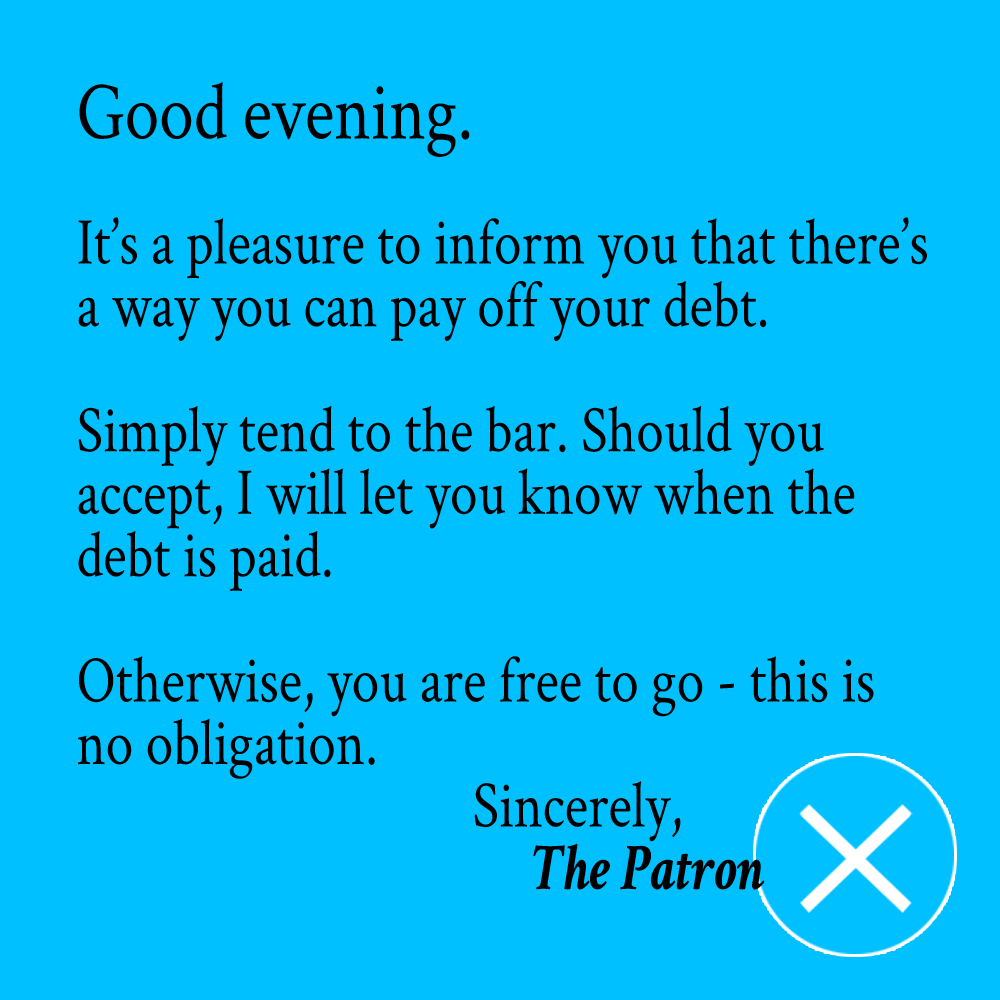 Good evening.
It’s a pleasure to inform you that there’s
a way you can pay off your debt.
Simply tend to the bar. Should you
accept, I will let you know when the
debt is paid.
Otherwise, you are free to go - this is
no obligation.
Sincerely,
The Patron